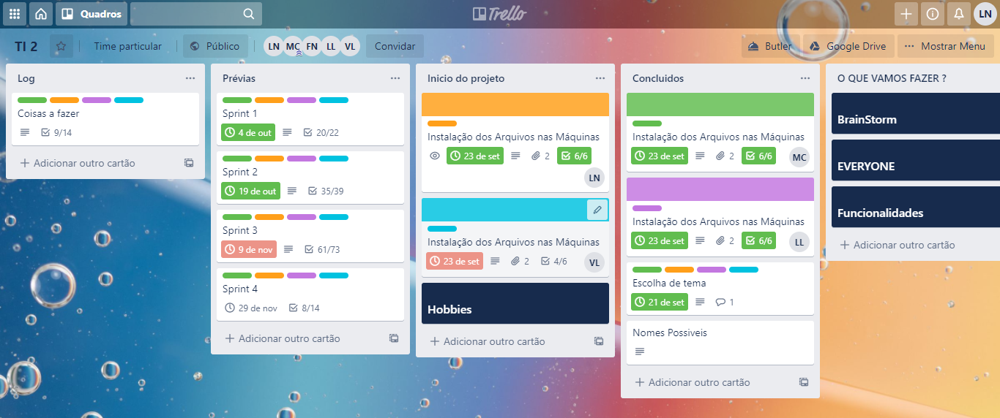 Quadros
Trello
LN
TI 2
Time particular
Público
LN MC FN LL VL
Convidar
Butler
Google Drive
Mostrar Menu
Log
Coisas a fazer
9/14
Adicionar outro cartão
Prévias
Sprint 1
4 de out 20/22
Sprint 2
19 de out 35/39
Sprint 3
9 de nov 61/73
Sprint 4
29 de nov 8/14
Adicionar outro cartão
Inicio do projeto
Instalação dos Arquivos nas Máquinas
23 de set 2 6/6
LN
Instalação dos Arquivos nas Máquinas
23 de set 2 4/6 VL
Hobbies
Adicionar outro cartão
Concluidos
Instalação dos Arquivos nas Máquinas
23 de set 2 6/6 MC
Instalação dos Arquivos nas Máquinas
23 de set 2 6/6 LL
Escolha de tema
21 de set 1
Nomes Possiveis
Adicionar outro cartão
O QUE VAMOS FAZER ?
BrainStorm
EVERYONE
Funcionalidades
Adicionar outro cartão